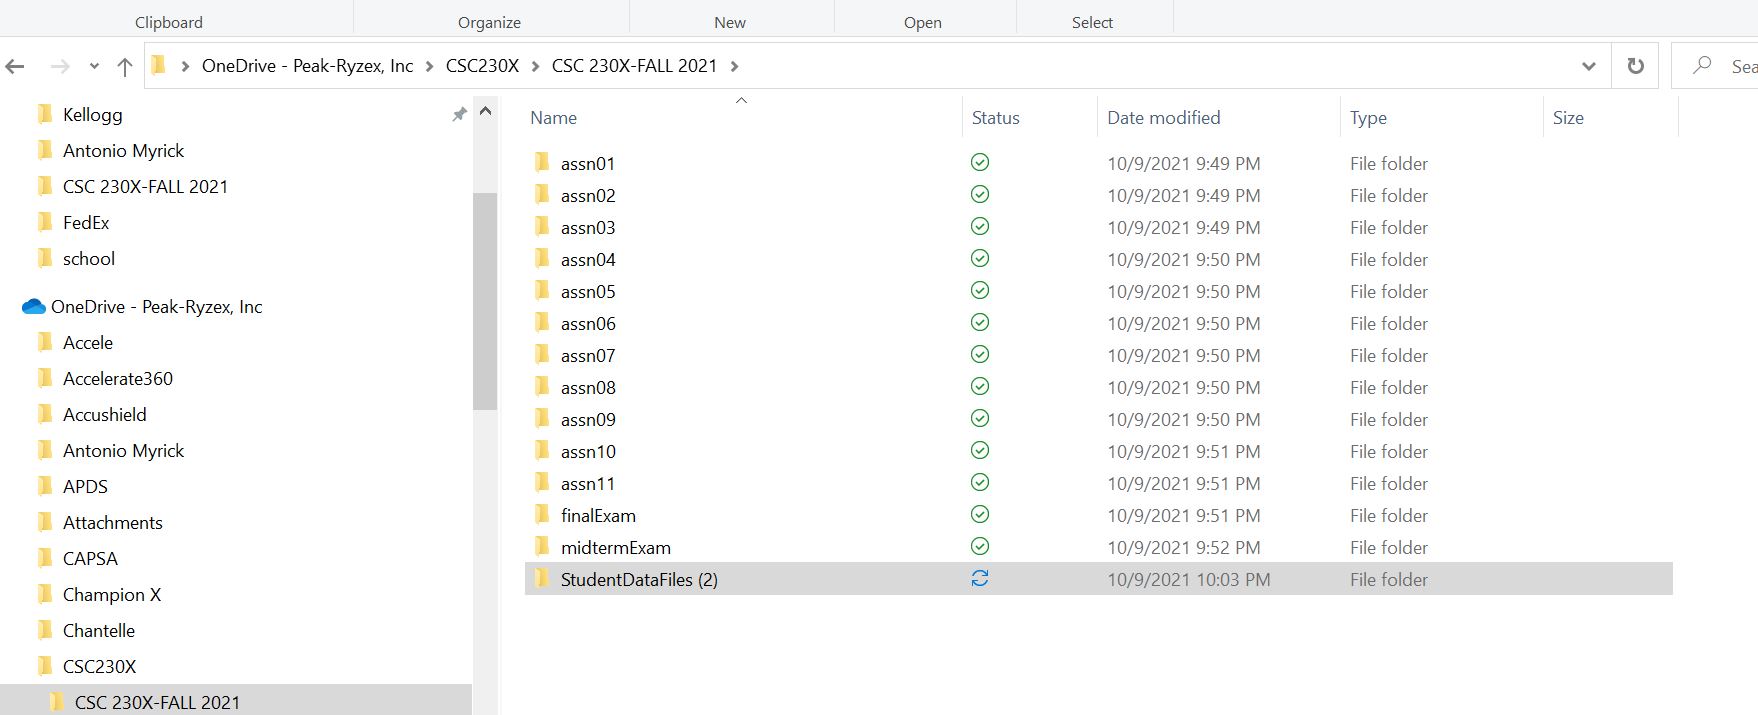 Clipboard Organize New Open Select
OneDrive - Peak-Ryzex, Inc CSC230X CSC 230X-FALL 2021 Sea
Kellogg
Antonio Myrick
CSC 230X-FALL 2021
FedEx
school
OneDrive - Peak-Ryzex, Inc
Accele
Accelerate360
Accushield
Antonio Myrick
APDS
Attachments
CAPSA
Champion X
Chantelle
CSC230X
CSC 230X-FALL 2021
Name Status Date modified Type Size
assn01 10/9/2021 9:49 PM File folder
assn02 10/9/2021 9:49 PM File folder
assn03 10/9/2021 9:49 PM File folder
assn04 10/9/2021 9:50 PM File folder
assn05 10/9/2021 9:50 PM File folder
assn06 10/9/2021 9:50 PM File folder
assn07 10/9/2021 9:50 PM File folder
assn08 10/9/2021 9:50 PM File folder
assn09 10/9/2021 9:50 PM File folder
assn10 10/9/2021 9:51 PM File folder
assn11 10/9/2021 9:51 PM File folder
finalExam 10/9/2021 9:51 PM File folder
midtermExam 10/9/2021 9:52 PM File folder
StudentDataFiles (2) 10/9/2021 10:03 PM File folder